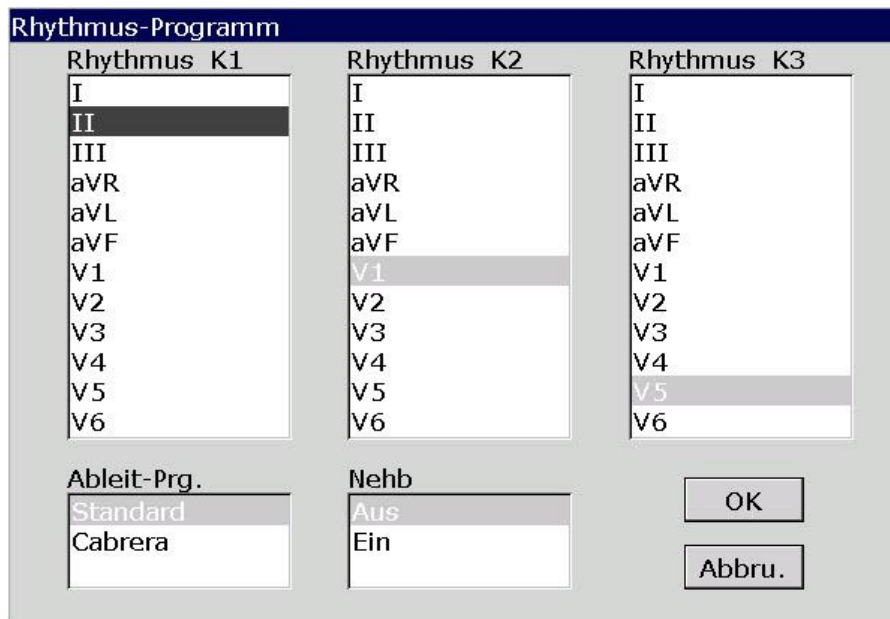 Rhythmus-Programm
Rhythmus K1
I
II
III
aVR
aVL
aVF
V1
V2
V3
V4
V5
V6
Rhythmus K2
I
II
III
aVR
aVL
aVF
V1
V2
V3
V4
V5
V6
Rhythmus K3
I
II
III
aVR
aVL
aVF
V1
V2
V3
V4
V5
V6
Ableit-Prg.
Standard
Cabrera
Nehb
Aus
Ein
OK
Abbru.